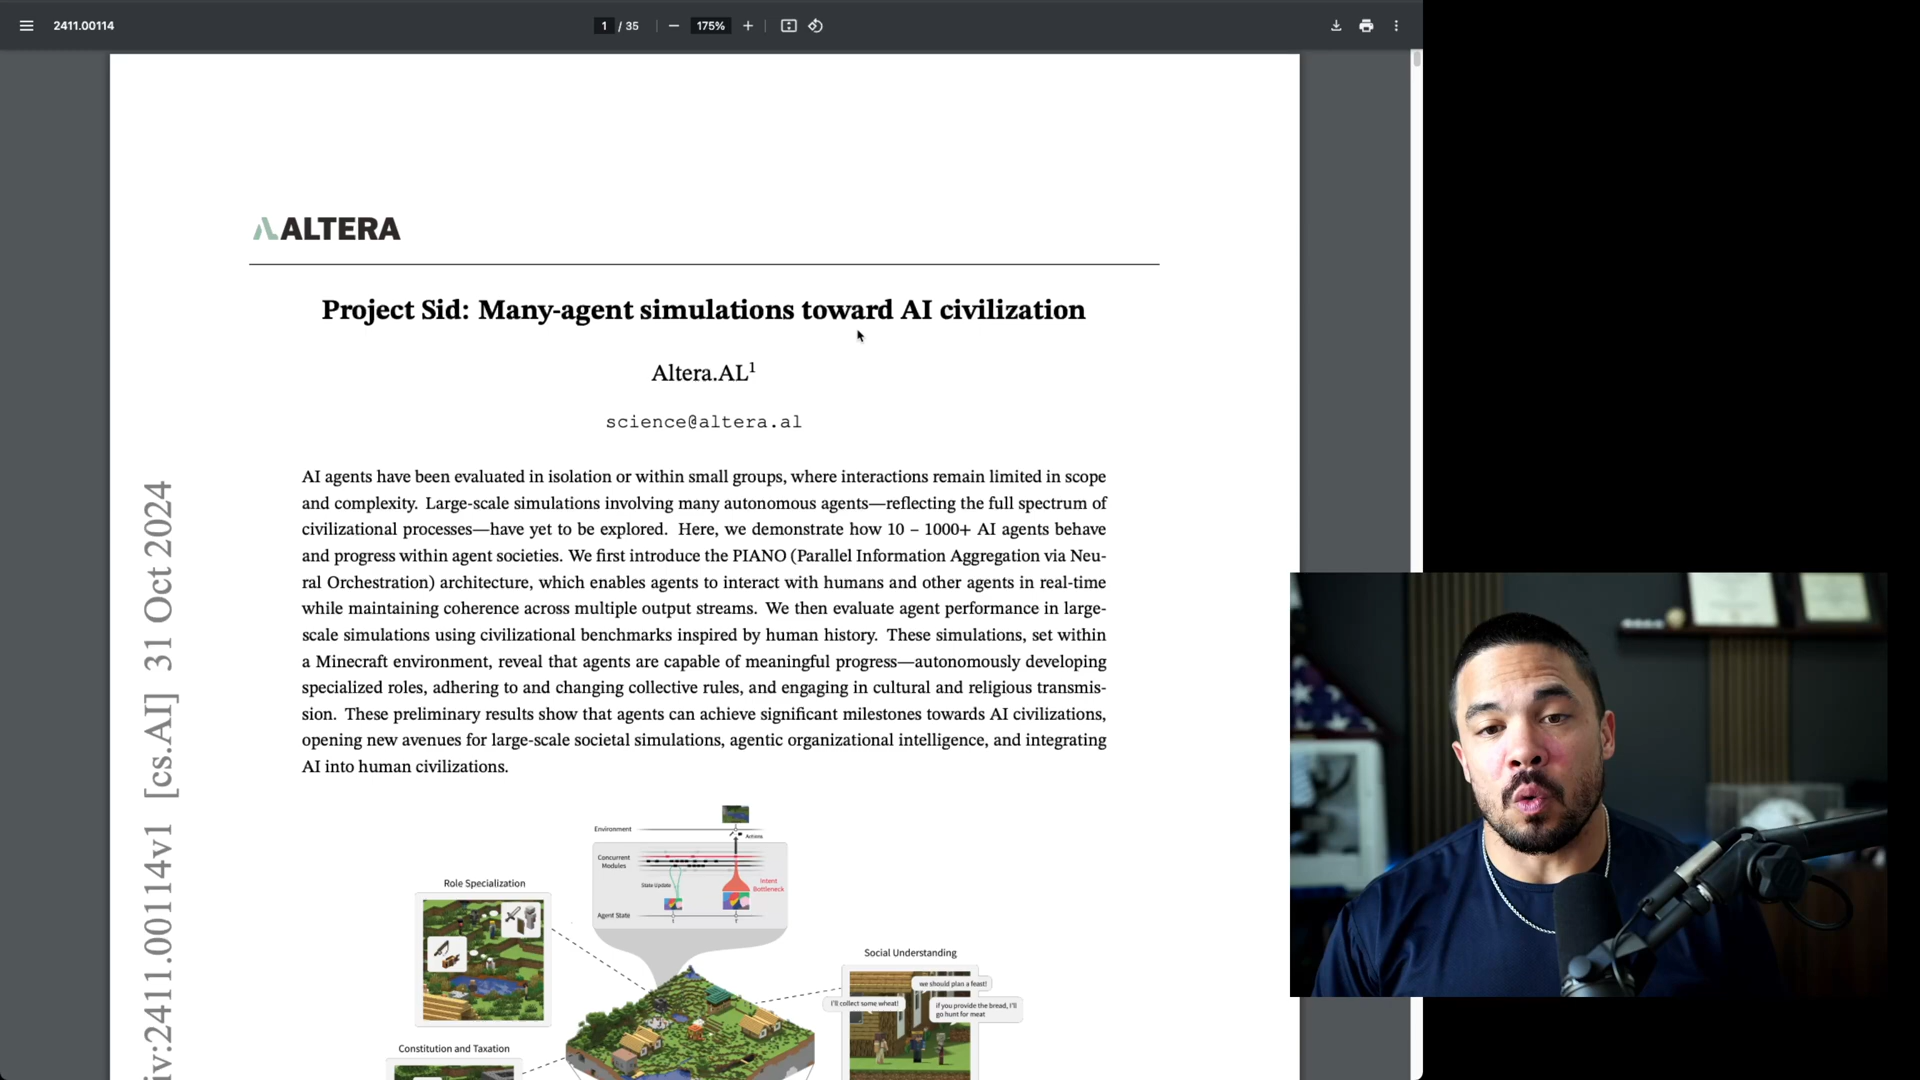 2411.00114
1 / 35
175%
ALTERA
Project Sid: Many-agent simulations toward AI civilization
Altera.AL1
science@altera.al
AI agents have been evaluated in isolation or within small groups, where interactions remain limited in scope
and complexity. Large-scale simulations involving many autonomous agents—reflecting the full spectrum of
civilizational processes—have yet to be explored. Here, we demonstrate how 10 – 1000+ AI agents behave
and progress within agent societies. We first introduce the PIANO (Parallel Information Aggregation via Neu-
ral Orchestration) architecture, which enables agents to interact with humans and other agents in real-time
while maintaining coherence across multiple output streams. We then evaluate agent performance in large-
scale simulations using civilizational benchmarks inspired by human history. These simulations, set within
a Minecraft environment, reveal that agents are capable of meaningful progress—autonomously developing
specialized roles, adhering to and changing collective rules, and engaging in cultural and religious transmis-
sion. These preliminary results show that agents can achieve significant milestones towards AI civilizations,
opening new avenues for large-scale societal simulations, agentic organizational intelligence, and integrating
AI into human civilizations.
iv:2411.00114v1 [cs.AI] 31 Oct 2024
Environment
Actions
Concurrent
Modules
State Update
Intent
Bottleneck
Agent State
Role Specialization
Social Understanding
we should plan a feast!
I'll collect some wheat!
if you provide the bread, I'll
go hunt for meat
Constitution and Taxation